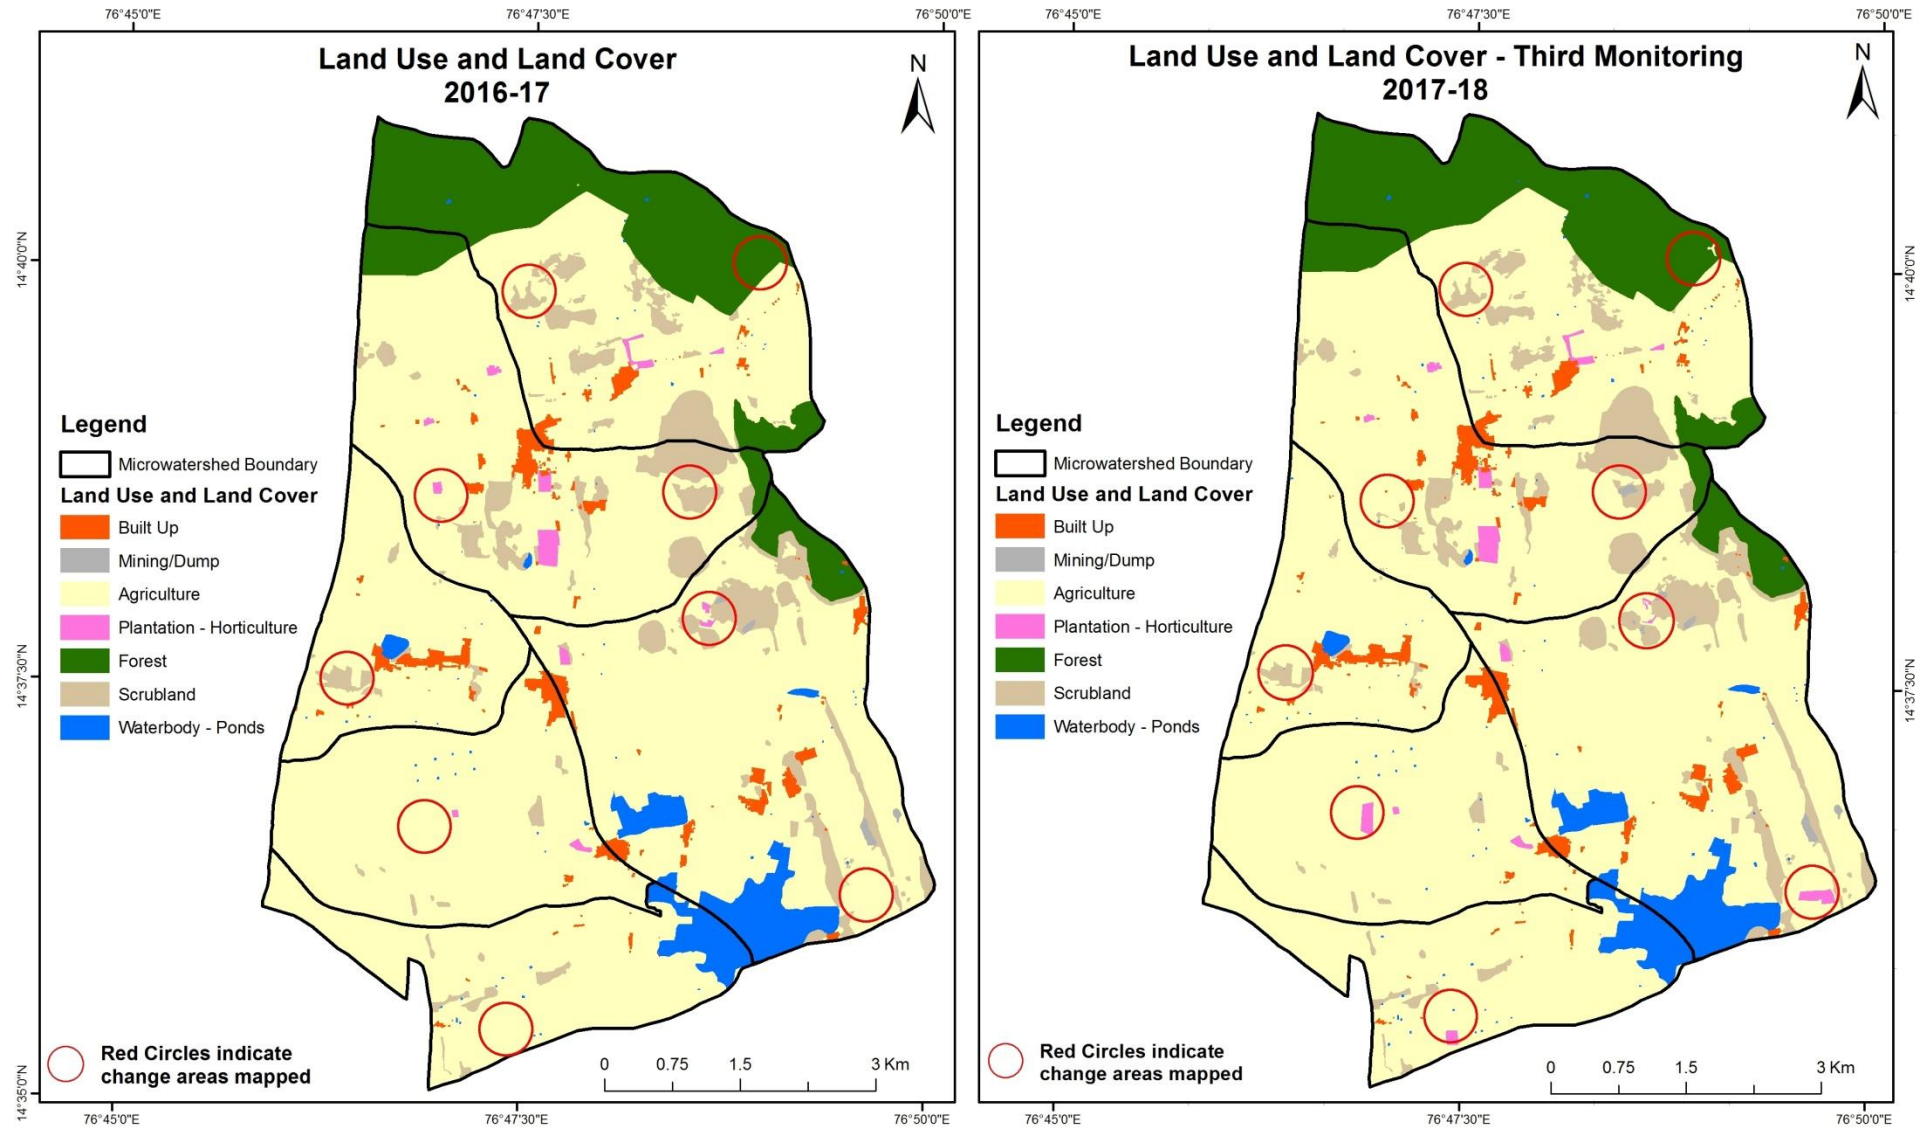 76°45'0"E
76°47'30"E
76°50'0"E
Land Use and Land Cover
2016-17
N
14°40'0"N
14°37'30"N
14°35'0"N
Legend
Microwatershed Boundary
Land Use and Land Cover
Built Up
Mining/Dump
Agriculture
Plantation - Horticulture
Forest
Scrubland
Waterbody - Ponds
Red Circles indicate
change areas mapped
0 0.75 1.5 3 Km
76°45'0"E
76°47'30"E
76°50'0"E
76°45'0"E
76°47'30"E
76°50'0"E
Land Use and Land Cover - Third Monitoring
2017-18
N
14°40'0"N
14°37'30"N
Legend
Microwatershed Boundary
Land Use and Land Cover
Built Up
Mining/Dump
Agriculture
Plantation - Horticulture
Forest
Scrubland
Waterbody - Ponds
Red Circles indicate
change areas mapped
0 0.75 1.5 3 Km
76°45'0"E
76°47'30"E
76°50'0"E